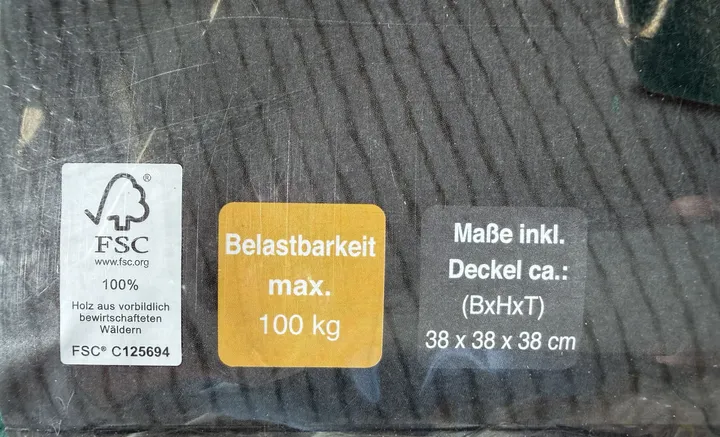 FSC®
www.fsc.org
100%
Holz aus vorbildlich
bewirtschafteten
Wäldern
FSC® C125694
Belastbarkeit
max.
100 kg
Maße inkl.
Deckel ca.:
(BxHxT)
38 x 38 x 38 cm